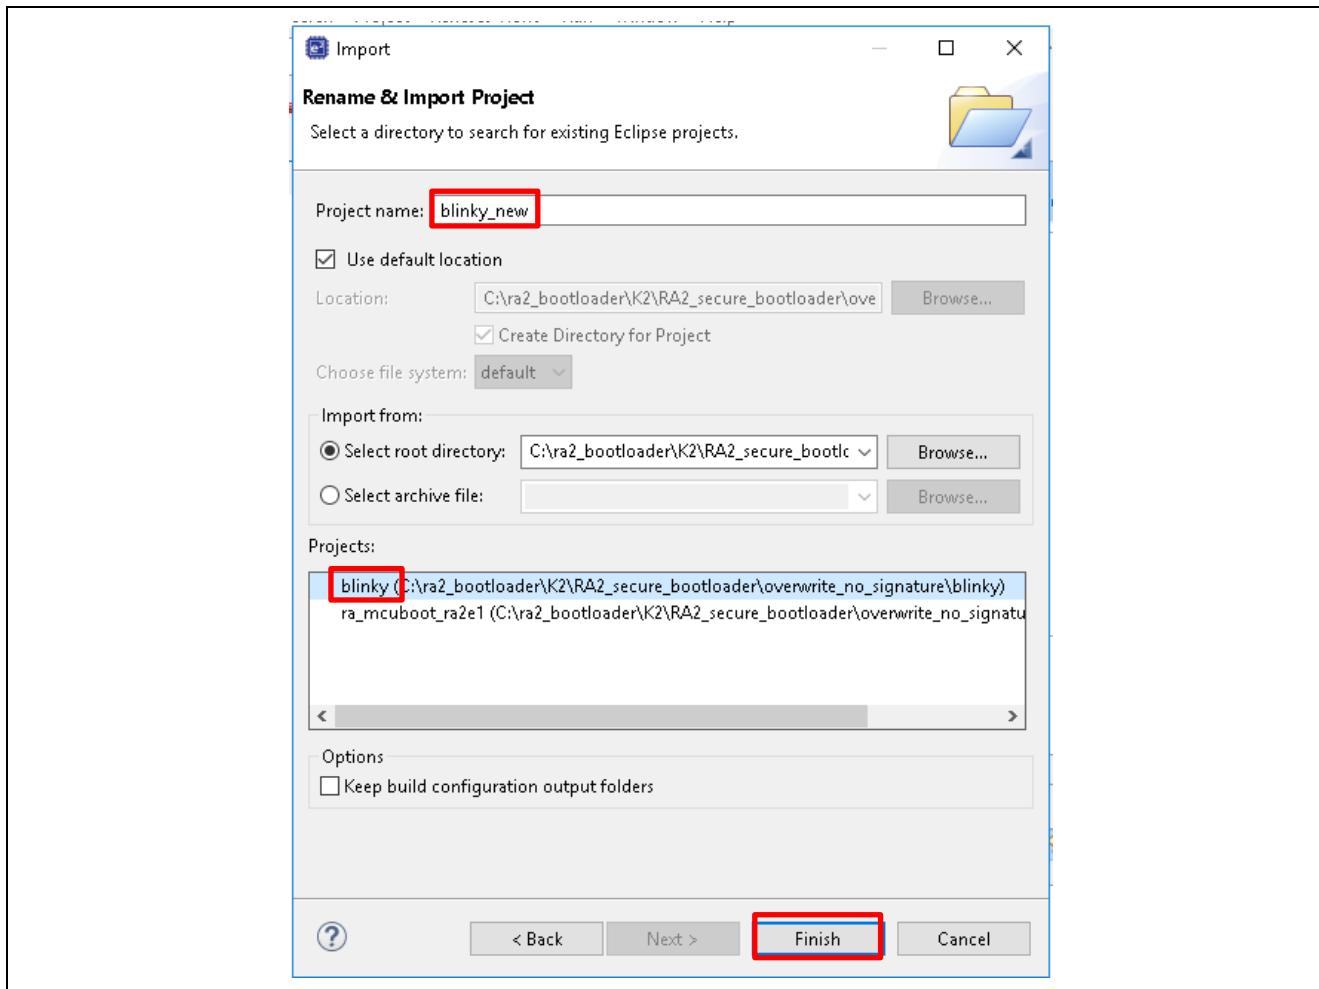 Import
Rename & Import Project
Select a directory to search for existing Eclipse projects.
Project name: blinky_new
Use default location
Location: C:\ra2_bootloader\K2\RA2_secure_bootloader\ove Browse...
Create Directory for Project
Choose file system: default
Import from:
Select root directory: C:\ra2_bootloader\K2\RA2_secure_bootlc Browse...
Select archive file: Browse...
Projects:
blinky (C:\ra2_bootloader\K2\RA2_secure_bootloader\overwrite_no_signature\blinky)
ra_mcuboot_ra2e1 (C:\ra2_bootloader\K2\RA2_secure_bootloader\overwrite_no_signatu
Options
Keep build configuration output folders
< Back Next > Finish Cancel